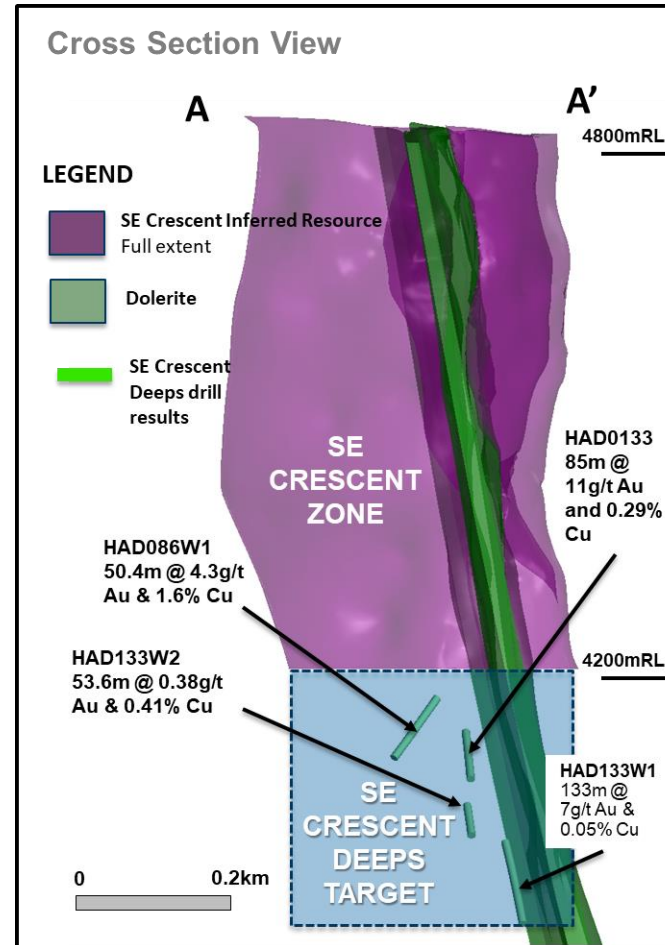 Cross Section View
A
A'
4800mRL
LEGEND
SE Crescent Inferred Resource
Full extent
Dolerite
SE Crescent
Deeps drill
results
SE
CRESCENT
ZONE
HAD0133
85m @
11g/t Au
and 0.29%
Cu
HAD086W1
50.4m @ 4.3g/t
Au & 1.6% Cu
HAD133W2
53.6m @ 0.38g/t
Au & 0.41% Cu
4200mRL
HAD133W1
133m @
7g/t Au &
0.05% Cu
SE
CRESCENT
DEEPS
TARGET
0
0.2km